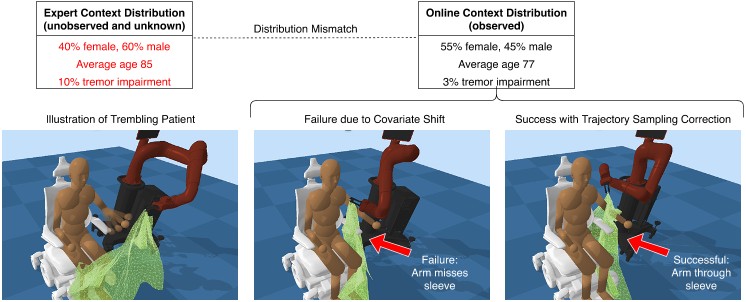 Expert Context Distribution
(unobserved and unknown)
40% female, 60% male
Average age 85
10% tremor impairment
Distribution Mismatch
Online Context Distribution
(observed)
55% female, 45% male
Average age 77
3% tremor impairment
Illustration of Trembling Patient
Failure due to Covariate Shift
Success with Trajectory Sampling Correction
Failure:
Arm misses
sleeve
Successful:
Arm through
sleeve